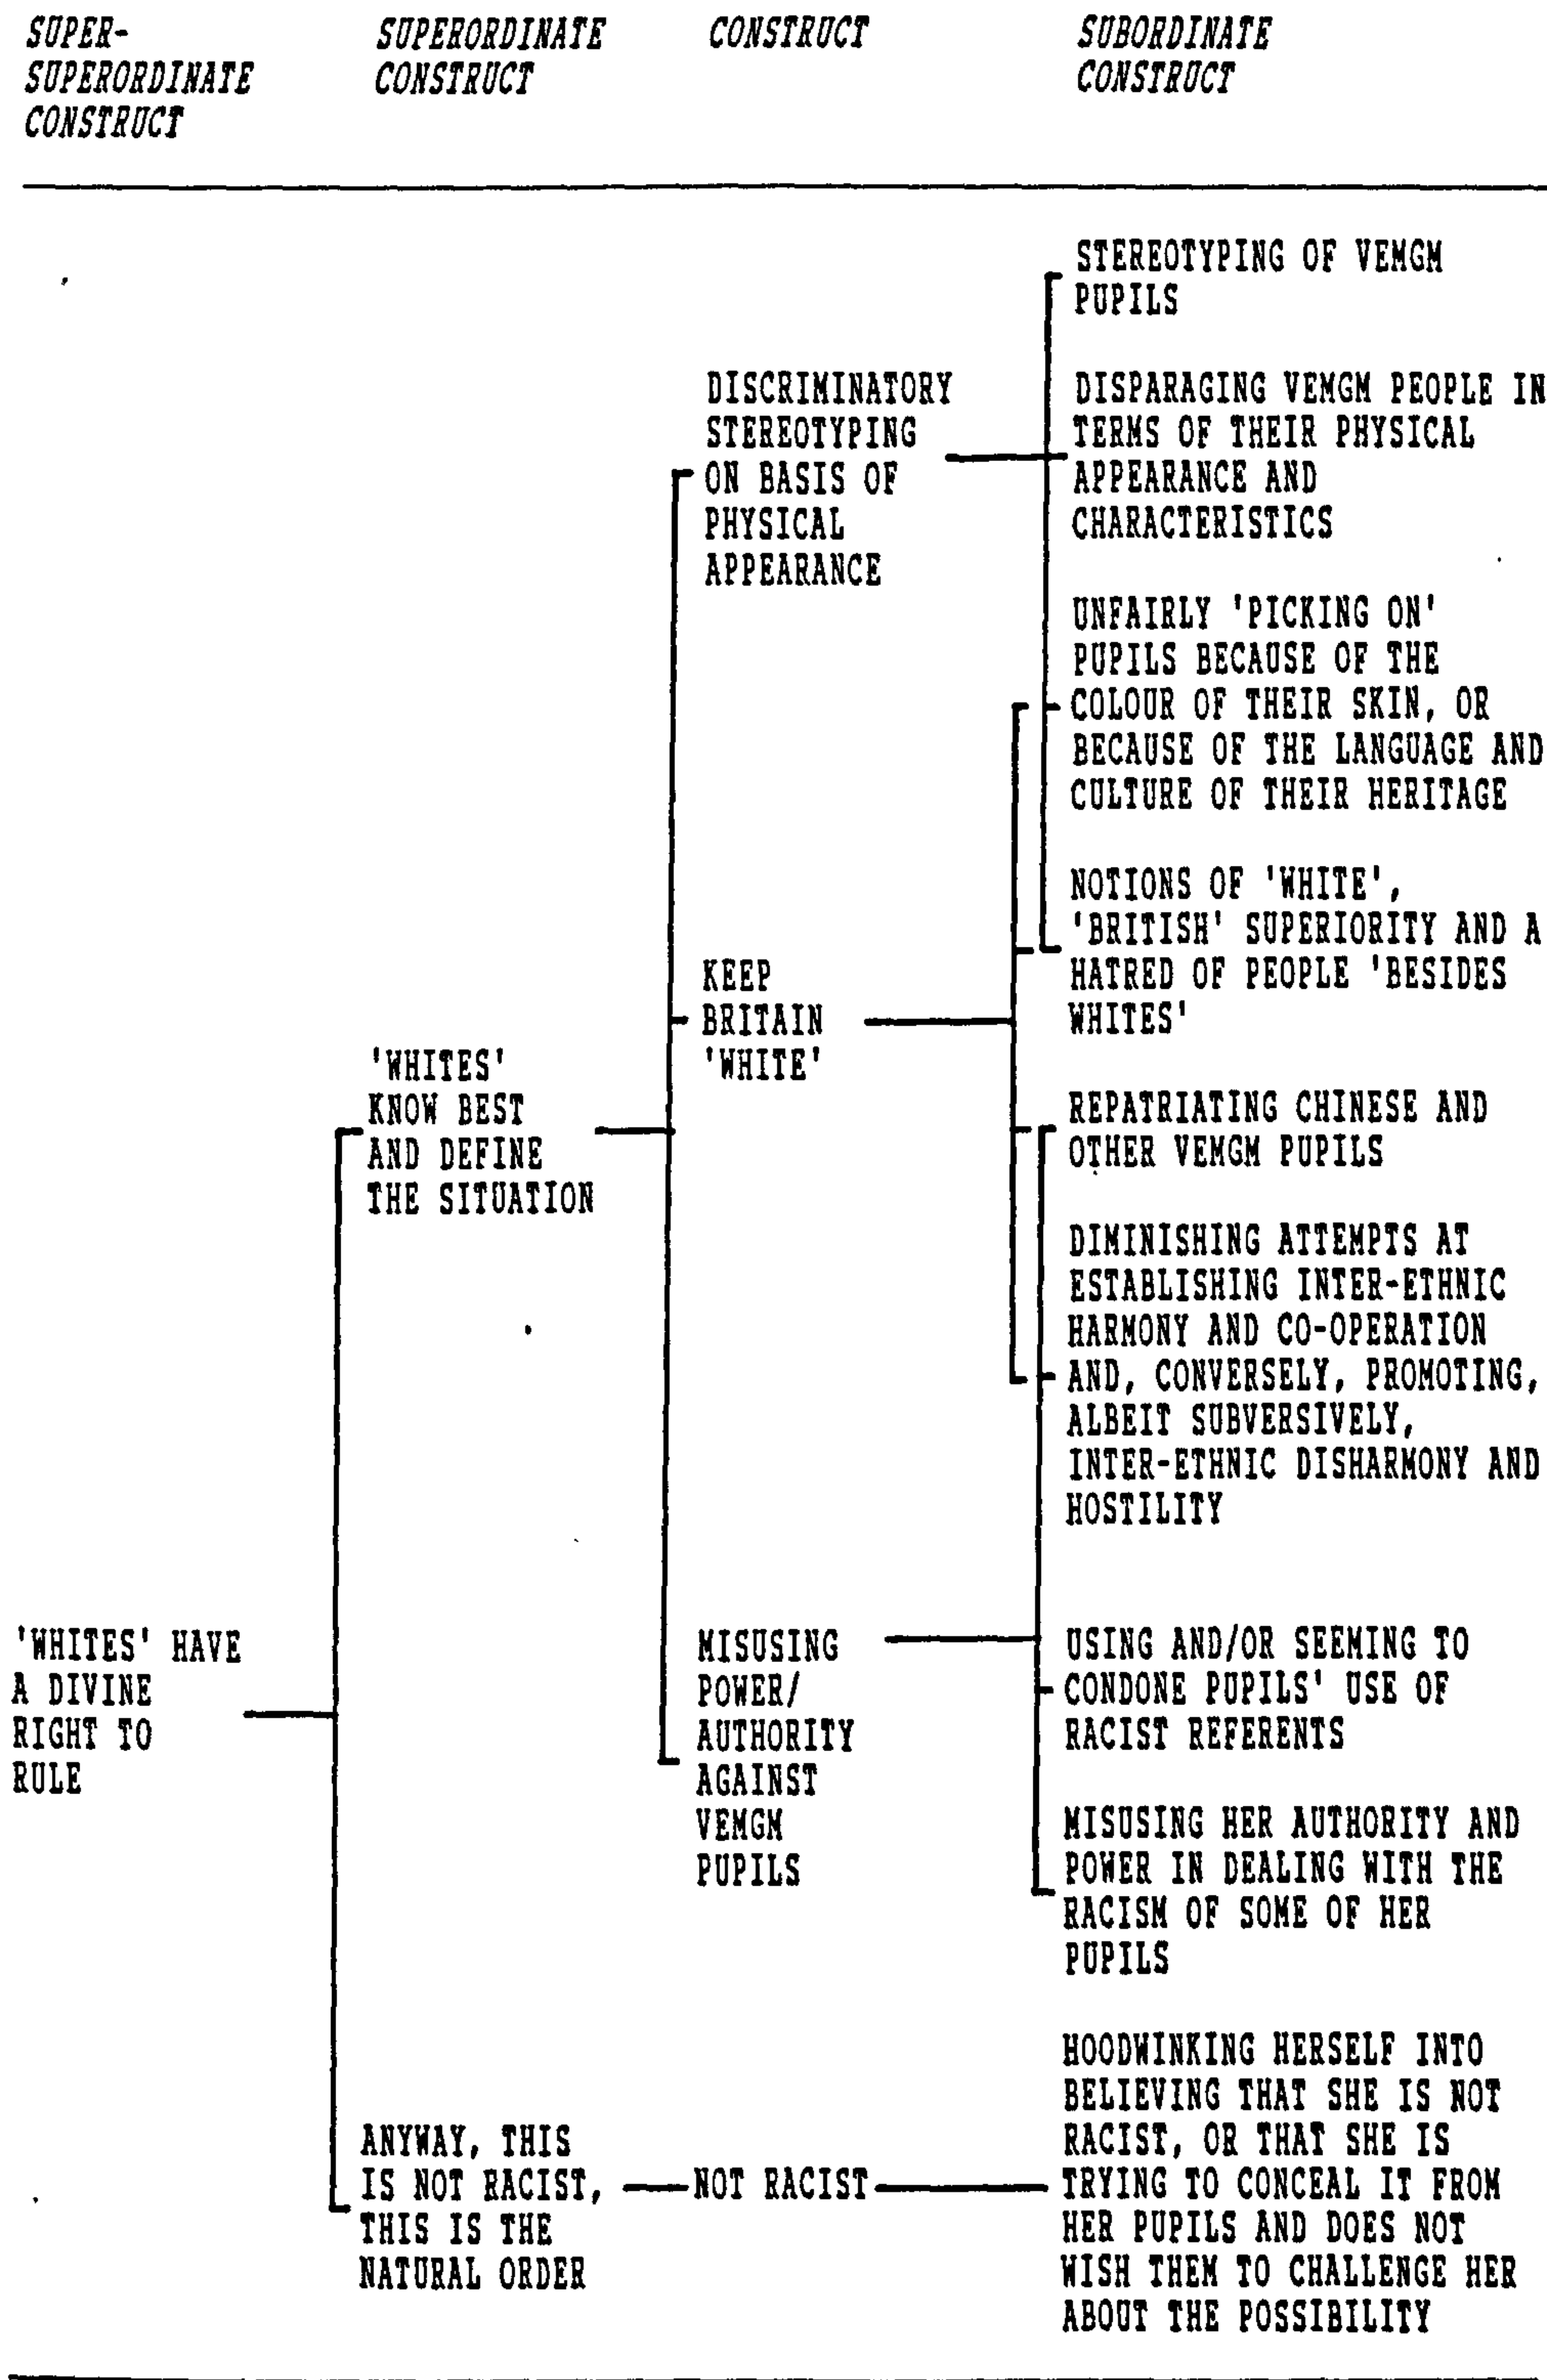 SUPER-
SUPERORDINATE
CONSTRUCT
SUPERORDINATE
CONSTRUCT
CONSTRUCT
SUBORDINATE
CONSTRUCT
'WHITES' HAVE
A DIVINE
RIGHT TO
RULE
'WHITES'
KNOW BEST
AND DEFINE
THE SITUATION
ANYWAY, THIS
IS NOT RACIST,
THIS IS THE
NATURAL ORDER
DISCRIMINATORY
STEREOTYPING
ON BASIS OF
PHYSICAL
APPEARANCE
KEEP
BRITAIN
'WHITE'
MISUSING
POWER/
AUTHORITY
AGAINST
VEMGM
PUPILS
NOT RACIST
STEREOTYPING OF VEMGM
PUPILS
DISPARAGING VEMGM PEOPLE IN
TERMS OF THEIR PHYSICAL
APPEARANCE AND
CHARACTERISTICS
UNFAIRLY 'PICKING ON'
PUPILS BECAUSE OF THE
COLOUR OF THEIR SKIN, OR
BECAUSE OF THE LANGUAGE AND
CULTURE OF THEIR HERITAGE
NOTIONS OF 'WHITE',
'BRITISH' SUPERIORITY AND A
HATRED OF PEOPLE 'BESIDES
WHITES'
REPATRIATING CHINESE AND
OTHER VEMGM PUPILS
DIMINISHING ATTEMPTS AT
ESTABLISHING INTER-ETHNIC
HARMONY AND CO-OPERATION
AND, CONVERSELY, PROMOTING,
ALBEIT SUBVERSIVELY,
INTER-ETHNIC DISHARMONY AND
HOSTILITY
USING AND/OR SEEMING TO
CONDONE PUPILS' USE OF
RACIST REFERENTS
MISUSING HER AUTHORITY AND
POWER IN DEALING WITH THE
RACISM OF SOME OF HER
PUPILS
HOODWINKING HERSELF INTO
BELIEVING THAT SHE IS NOT
RACIST, OR THAT SHE IS
TRYING TO CONCEAL IT FROM
HER PUPILS AND DOES NOT
WISH THEM TO CHALLENGE HER
ABOUT THE POSSIBILITY